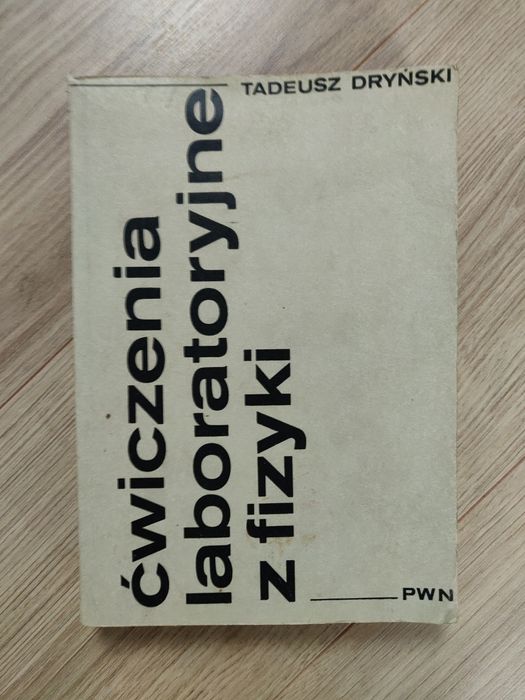 TADEUSZ DRYŃSKI
ćwiczenia
laboratoryjne
z fizyki
PWN